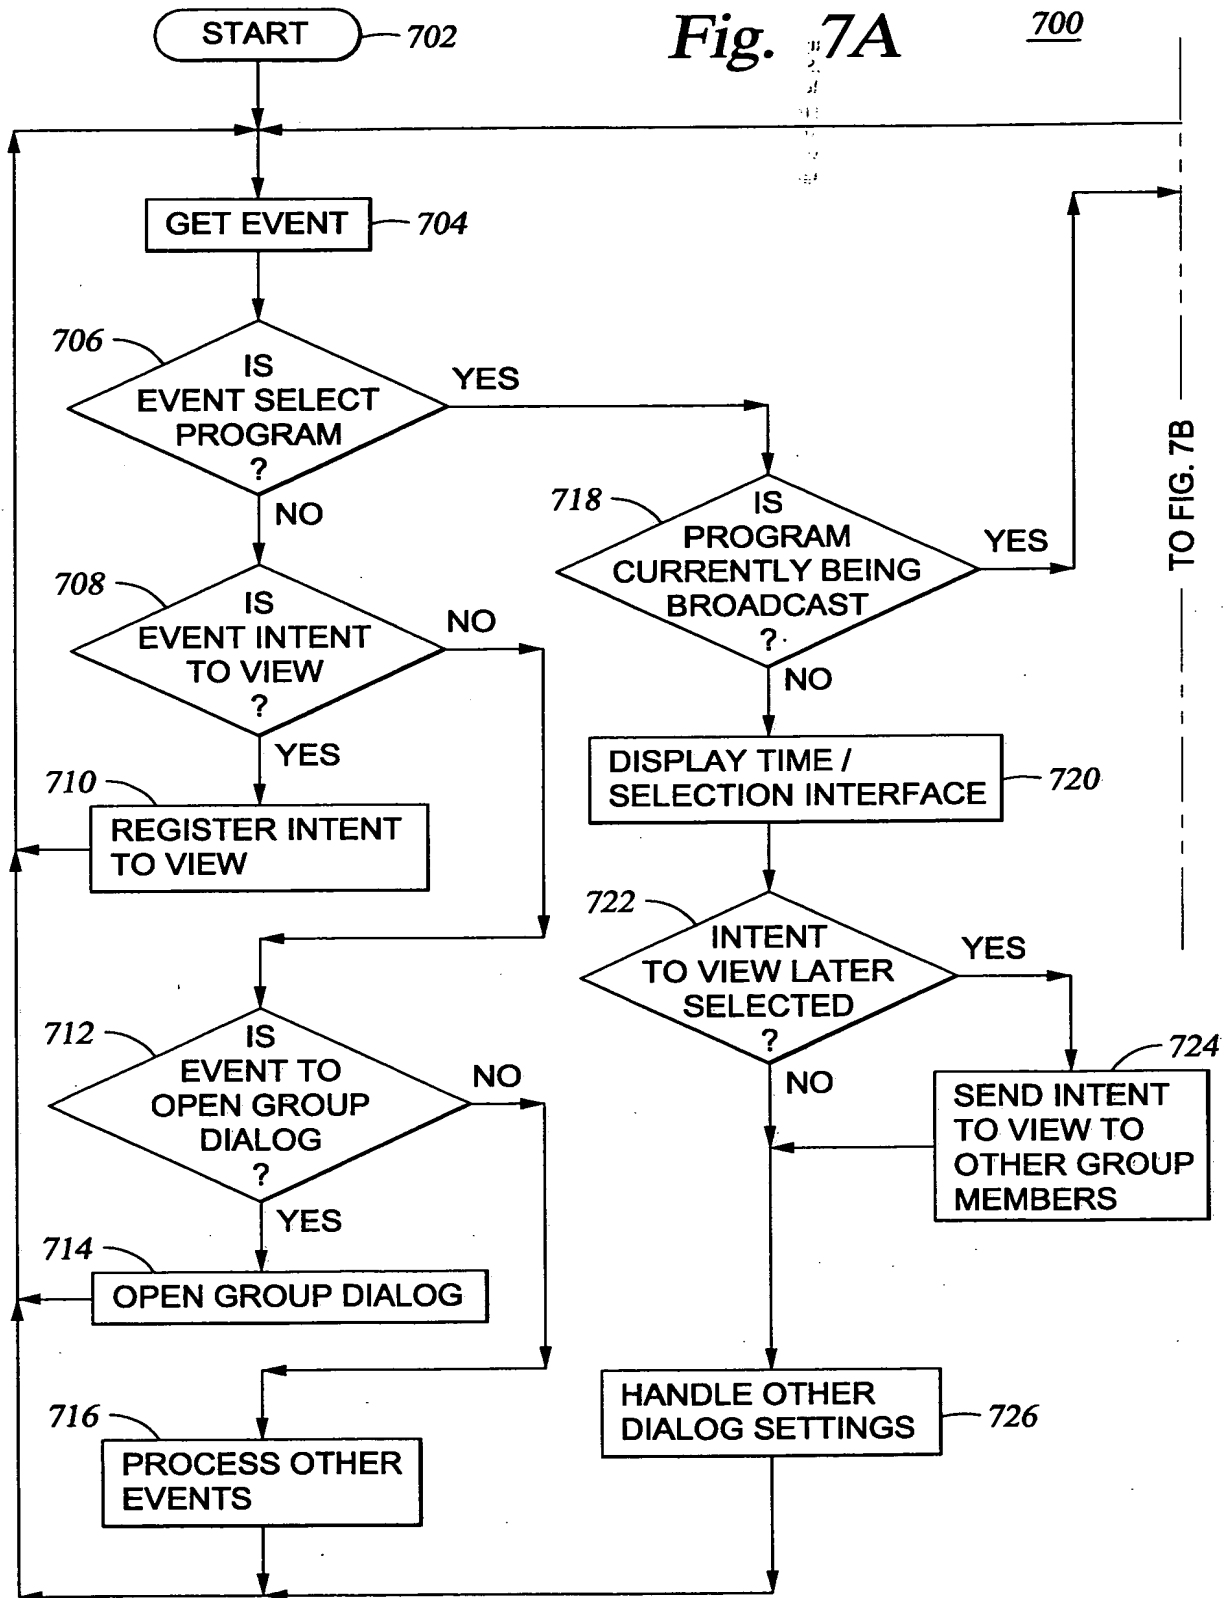 START
702
Fig. 7A
700
GET EVENT
704
706
IS
EVENT SELECT
PROGRAM
?
YES
NO
718
IS
PROGRAM
CURRENTLY BEING
BROADCAST
?
YES
NO
TO FIG. 7B
708
IS
EVENT INTENT
TO VIEW
?
NO
YES
710
REGISTER INTENT
TO VIEW
DISPLAY TIME /
SELECTION INTERFACE
720
722
INTENT
TO VIEW LATER
SELECTED
?
YES
NO
724
SEND INTENT
TO VIEW TO
OTHER GROUP
MEMBERS
712
IS
EVENT TO
OPEN GROUP
DIALOG
?
NO
YES
714
OPEN GROUP DIALOG
716
PROCESS OTHER
EVENTS
HANDLE OTHER
DIALOG SETTINGS
726